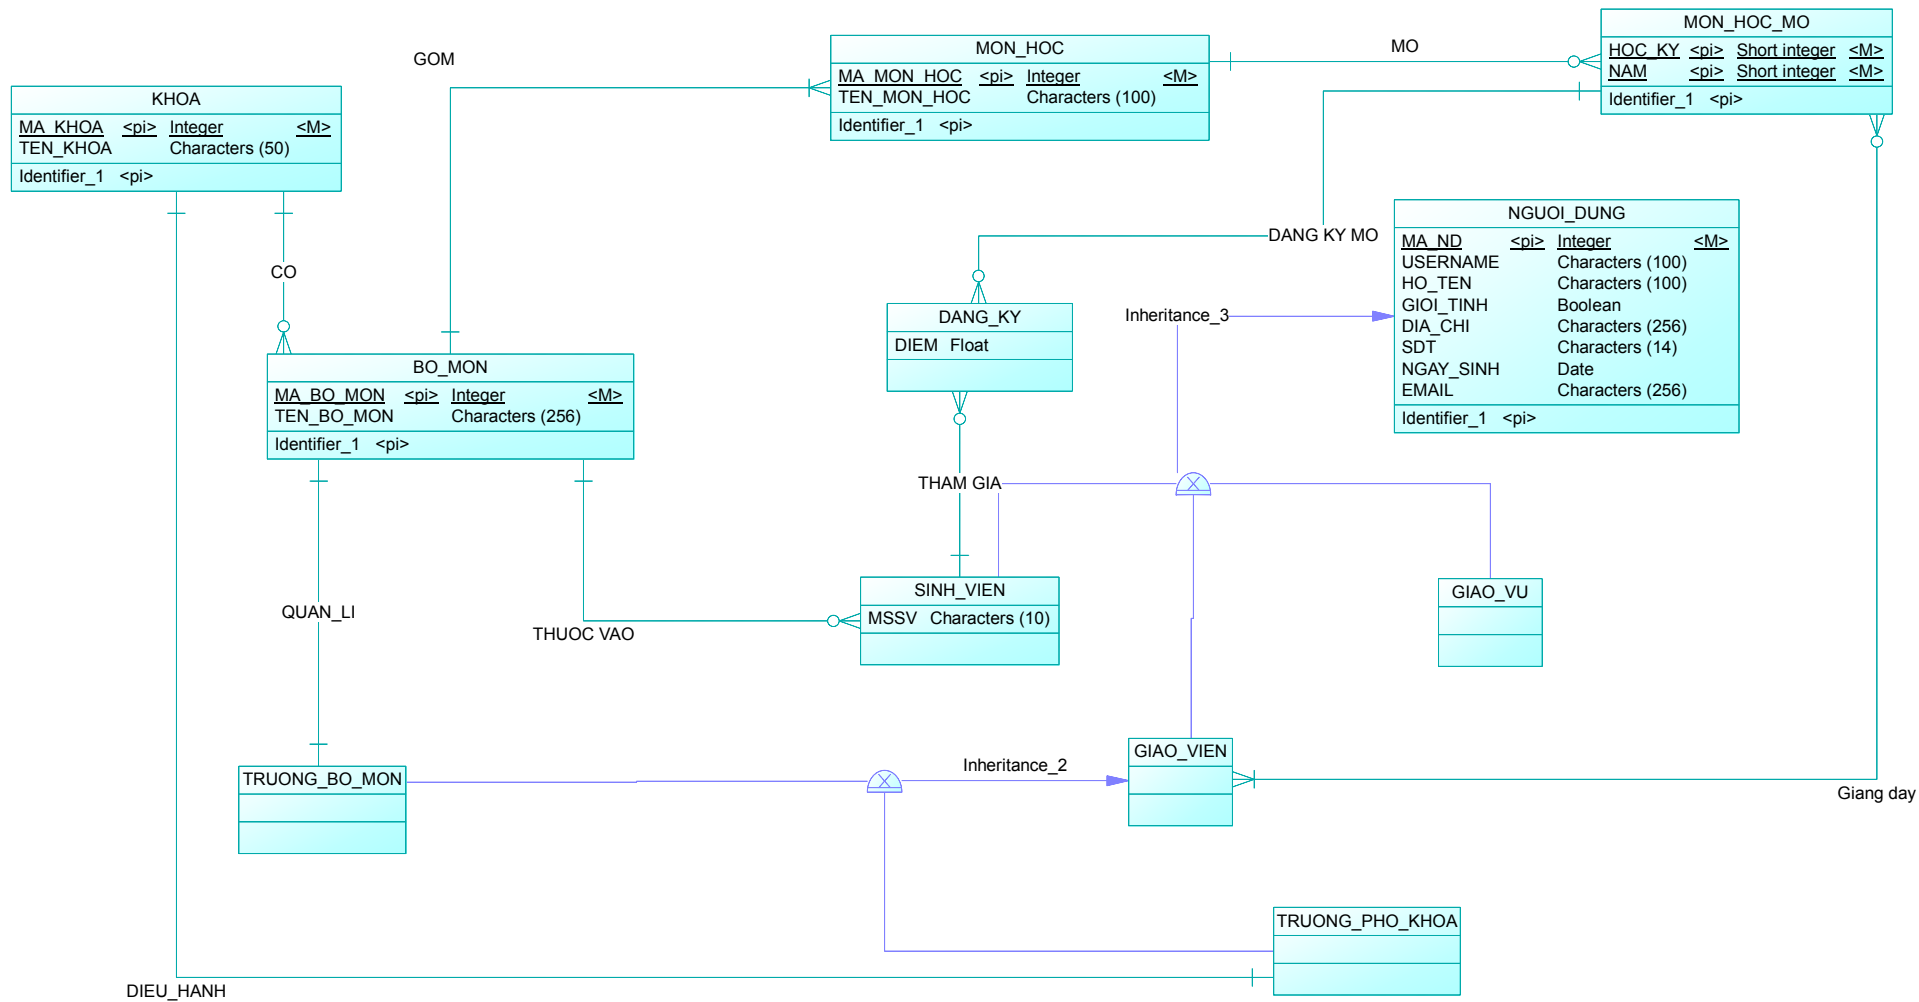 GOM
KHOA
MA_KHOA <pi> Integer <M>
TEN_KHOA Characters (50)
Identifier_1 <pi>
MON_HOC
MA_MON_HOC <pi> Integer <M>
TEN_MON_HOC Characters (100)
Identifier_1 <pi>
MO
MON_HOC_MO
HOC_KY <pi> Short integer <M>
NAM <pi> Short integer <M>
Identifier_1 <pi>
CO
DANG KY MO
NGUOI_DUNG
MA_ND <pi> Integer <M>
USERNAME Characters (100)
HO_TEN Characters (100)
GIOI_TINH Boolean
DIA_CHI Characters (256)
SDT Characters (14)
NGAY_SINH Date
EMAIL Characters (256)
Identifier_1 <pi>
Inheritance_3
DANG_KY
DIEM Float
BO_MON
MA_BO_MON <pi> Integer <M>
TEN_BO_MON Characters (256)
Identifier_1 <pi>
THAM GIA
QUAN_LI
THUOC VAO
SINH_VIEN
MSSV Characters (10)
GIAO_VU
TRUONG_BO_MON
Inheritance_2
GIAO_VIEN
Giang day
TRUONG_PHO_KHOA
DIEU_HANH